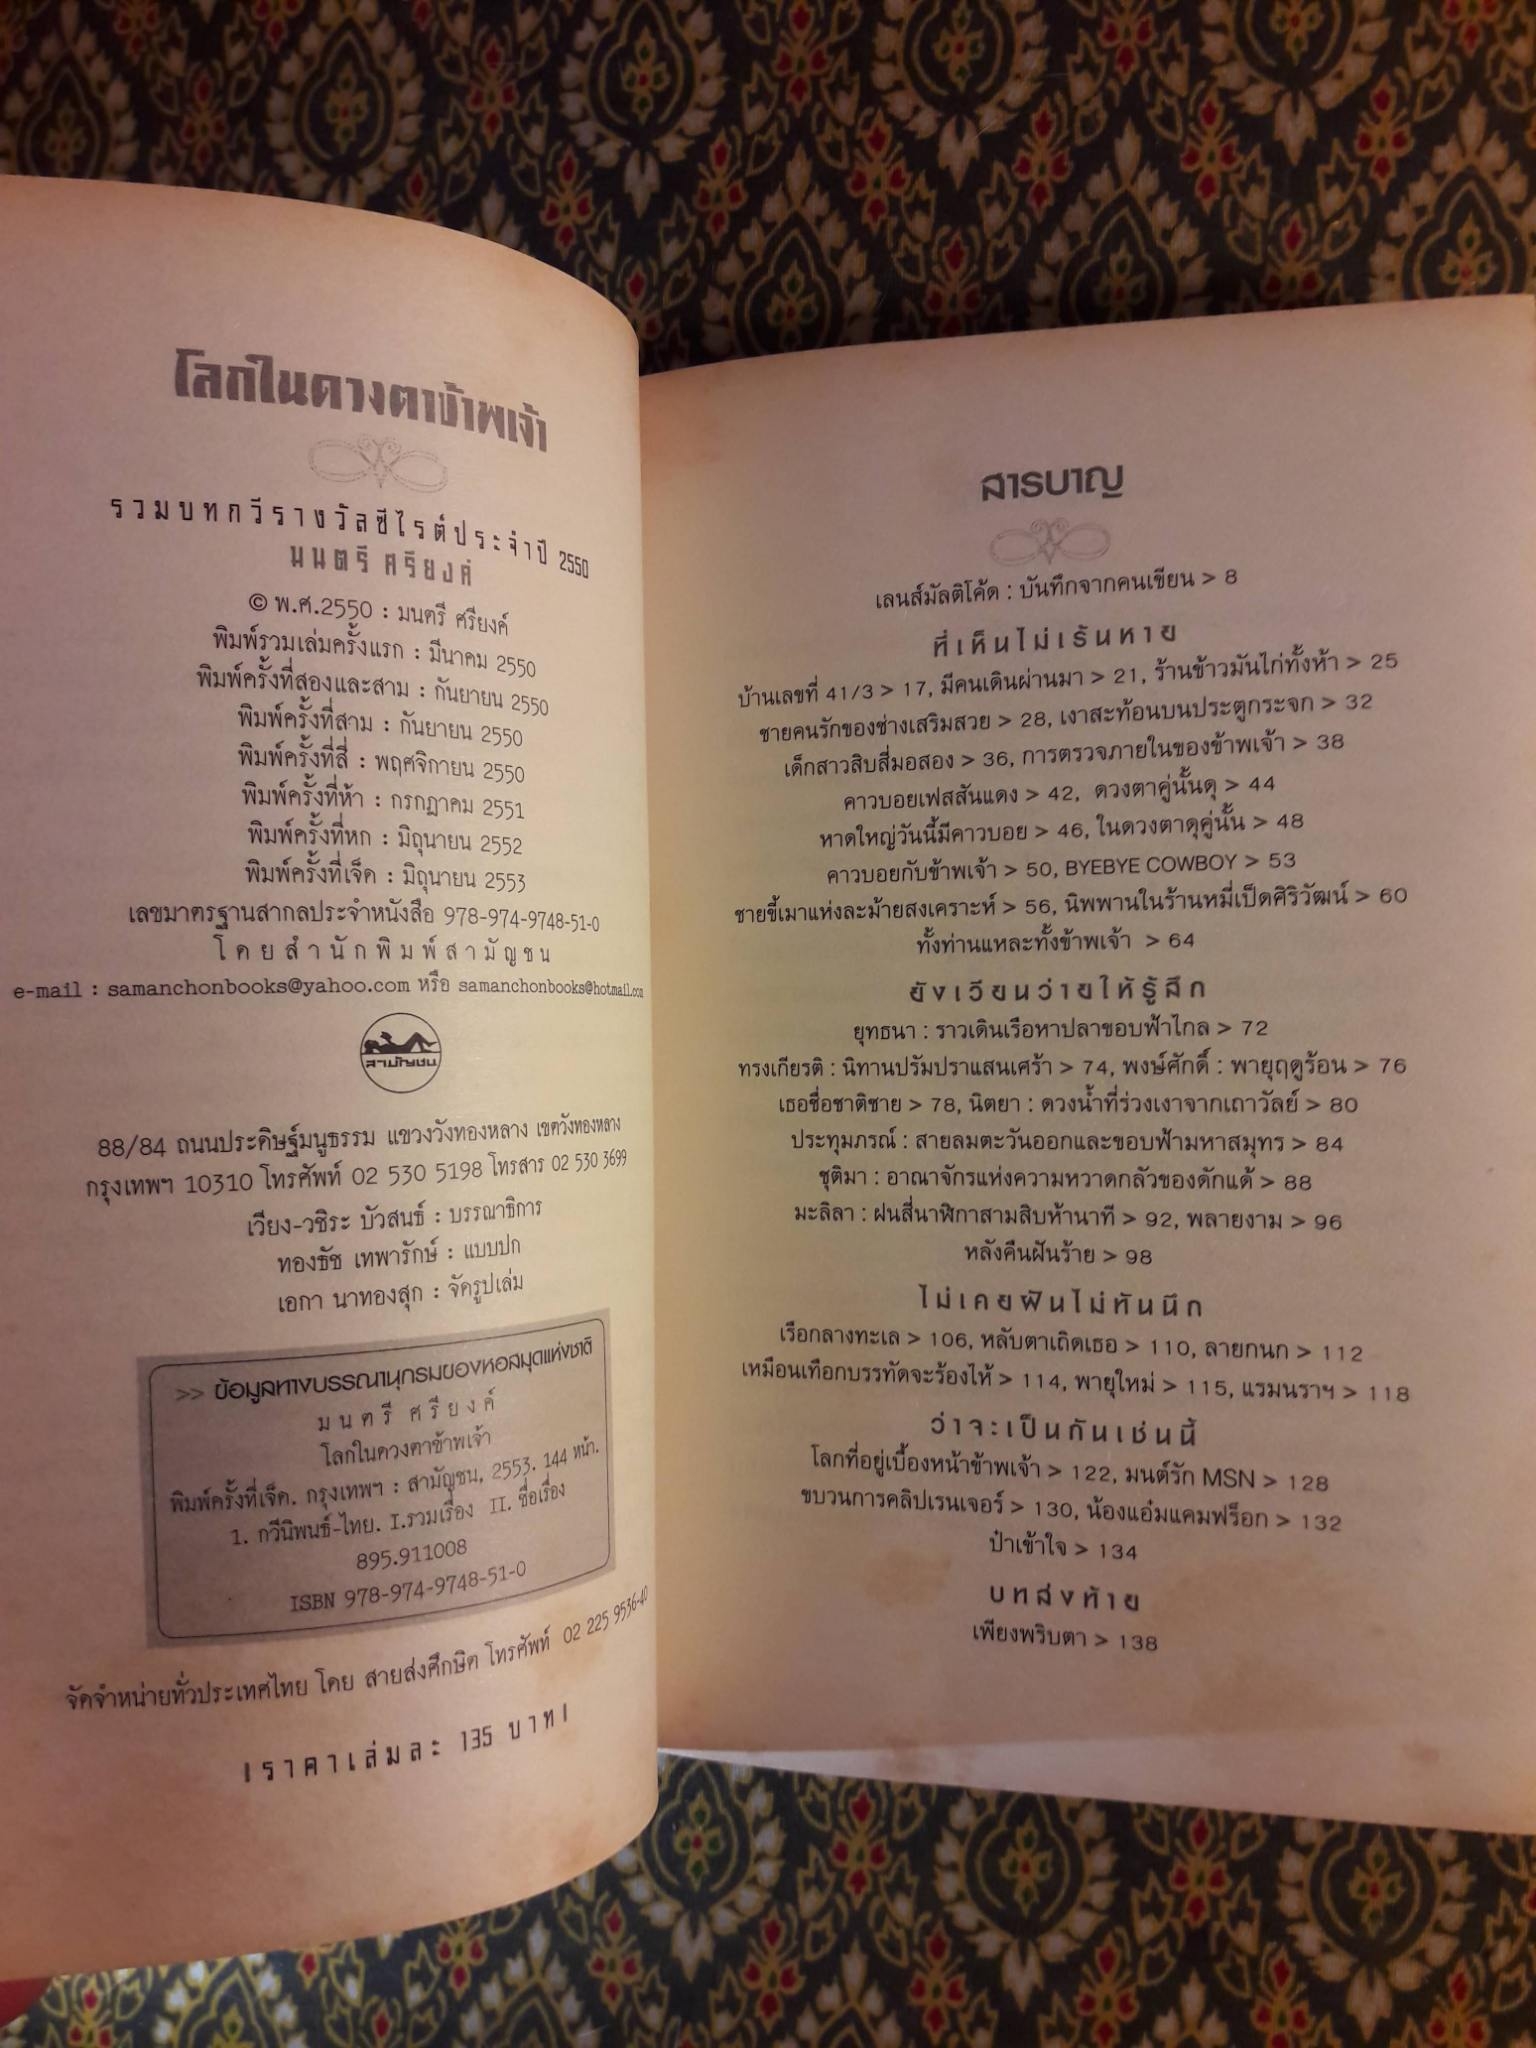 โลกในดวงตาข้าพเจ้า
รวมบทกวีรางวัลซีไรต์ประจำปี 2550
มนตรี ศรียงค์
© พ.ศ.2550 : มนตรี ศรียงค์
พิมพ์รวมเล่มครั้งแรก : มีนาคม 2550
พิมพ์ครั้งที่สองและสาม : กันยายน 2550
พิมพ์ครั้งที่สาม : กันยายน 2550
พิมพ์ครั้งที่สี่ : พฤศจิกายน 2550
พิมพ์ครั้งที่ห้า : กรกฎาคม 2551
พิมพ์ครั้งที่หก : มิถุนายน 2552
พิมพ์ครั้งที่เจ็ด : มิถุนายน 2553
เลขมาตรฐานสากลประจำหนังสือ 978-974-9748-51-0
โดยสำนักพิมพ์สามัญชน
e-mail : samanchonbooks@yahoo.com หรือ samanchonbooks@hotmail.com
สามัญชน
88/84 ถนนประดิษฐ์มนูธรรม แขวงวังทองหลาง เขตวังทองหลาง
กรุงเทพฯ 10310 โทรศัพท์ 02 530 5198 โทรสาร 02 530 3699
เวียง-วชิระ บัวสนธ์ : บรรณาธิการ
ทองธัช เทพารักษ์ : แบบปก
เอกา นาทองสุก : จัดรูปเล่ม
>> ข้อมูลทางบรรณานุกรมของหอสมุดแห่งชาติ
มนตรี ศรียงค์
โลกในดวงตาข้าพเจ้า
พิมพ์ครั้งที่เจ็ด. กรุงเทพฯ : สามัญชน, 2553. 144 หน้า.
1. กวีนิพนธ์-ไทย. I.รวมเรื่อง II. ชื่อเรื่อง
895.911008
ISBN 978-974-9748-51-0
จัดจำหน่ายทั่วประเทศไทย โดย สายส่งศึกษิต โทรศัพท์ 02 225 9536-40
|ราคาเล่มละ 135 บาท|
สารบาญ
เลนส์มัลติโค้ด : บันทึกจากคนเขียน > 8
ที่เห็นไม่เร้นหาย
บ้านเลขที่ 41/3 > 17, มีคนเดินผ่านมา > 21, ร้านข้าวมันไก่ทั้งห้า > 25
ชายคนรักของช่างเสริมสวย > 28, เงาสะท้อนบนประตูกระจก > 32
เด็กสาวสิบสี่มอสอง > 36, การตรวจภายในของข้าพเจ้า > 38
คาวบอยเฟสสันแดง > 42, ดวงตาคู่นั้นดุ > 44
หาดใหญ่วันนี้มีคาวบอย > 46, ในดวงตาดุคู่นั้น > 48
คาวบอยกับข้าพเจ้า > 50, BYEBYE COWBOY > 53
ชายขี้เมาแห่งละม้ายสงเคราะห์ > 56, นิพพานในร้านหมี่เป็ดศิริวัฒน์ > 60
ทั้งท่านแหละทั้งข้าพเจ้า > 64
ยังเวียนว่ายให้รู้สึก
ยุทธนา : ราวเดินเรือหาปลาขอบฟ้าไกล > 72
ทรงเกียรติ : นิทานปรัมปราแสนเศร้า > 74, พงษ์ศักดิ์ : พายุฤดูร้อน > 76
เธอชื่อชาติชาย > 78, นิตยา : ดวงน้ำที่ร่วงเงาจากเถาวัลย์ > 80
ประทุมภรณ์ : สายลมตะวันออกและขอบฟ้ามหาสมุทร > 84
ชุติมา : อาณาจักรแห่งความหวาดกลัวของดักแด้ > 88
มะลิลา : ฝนสี่นาฬิกาสามสิบห้านาที > 92, พลายงาม > 96
หลังคืนฝันร้าย > 98
ไม่เคยฝันไม่ทันนึก
เรือกลางทะเล > 106, หลับตาเถิดเธอ > 110, ลายกนก > 112
เหมือนเทือกบรรทัดจะร้องไห้ > 114, พายุใหม่ > 115, แรมนราฯ > 118
ว่าจะเป็นกันเช่นนี้
โลกที่อยู่เบื้องหน้าข้าพเจ้า > 122, มนต์รัก MSN > 128
ขบวนการคลิปเรนเจอร์ > 130, น้องแอ๋มแคมฟร็อก > 132
ป๋าเข้าใจ > 134
บทส่งท้าย
เพียงพริบตา > 138